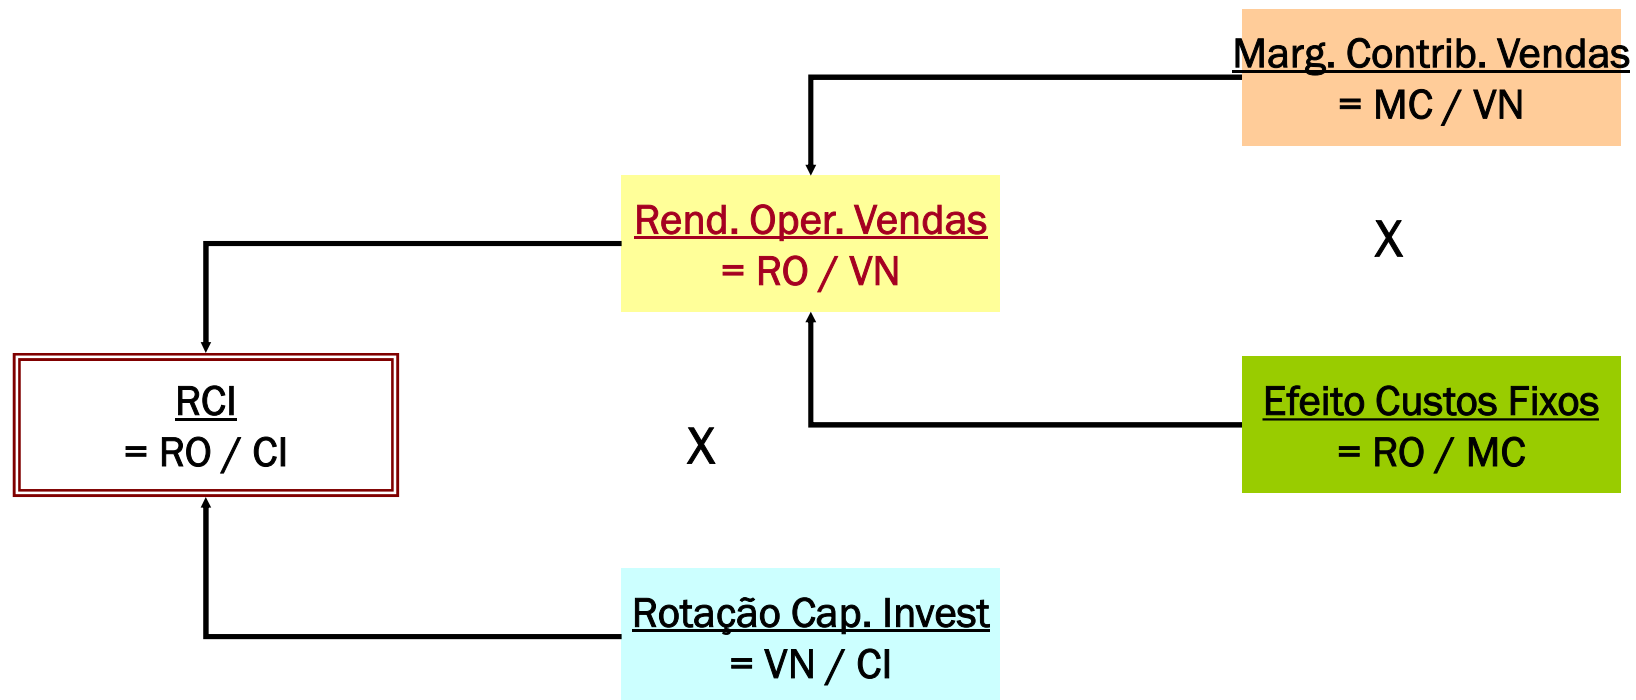 Marg. Contrib. Vendas
= MC / VN
Rend. Oper. Vendas
= RO / VN
X
RCI
= RO / CI
X
Efeito Custos Fixos
= RO / MC
Rotação Cap. Invest
= VN / CI